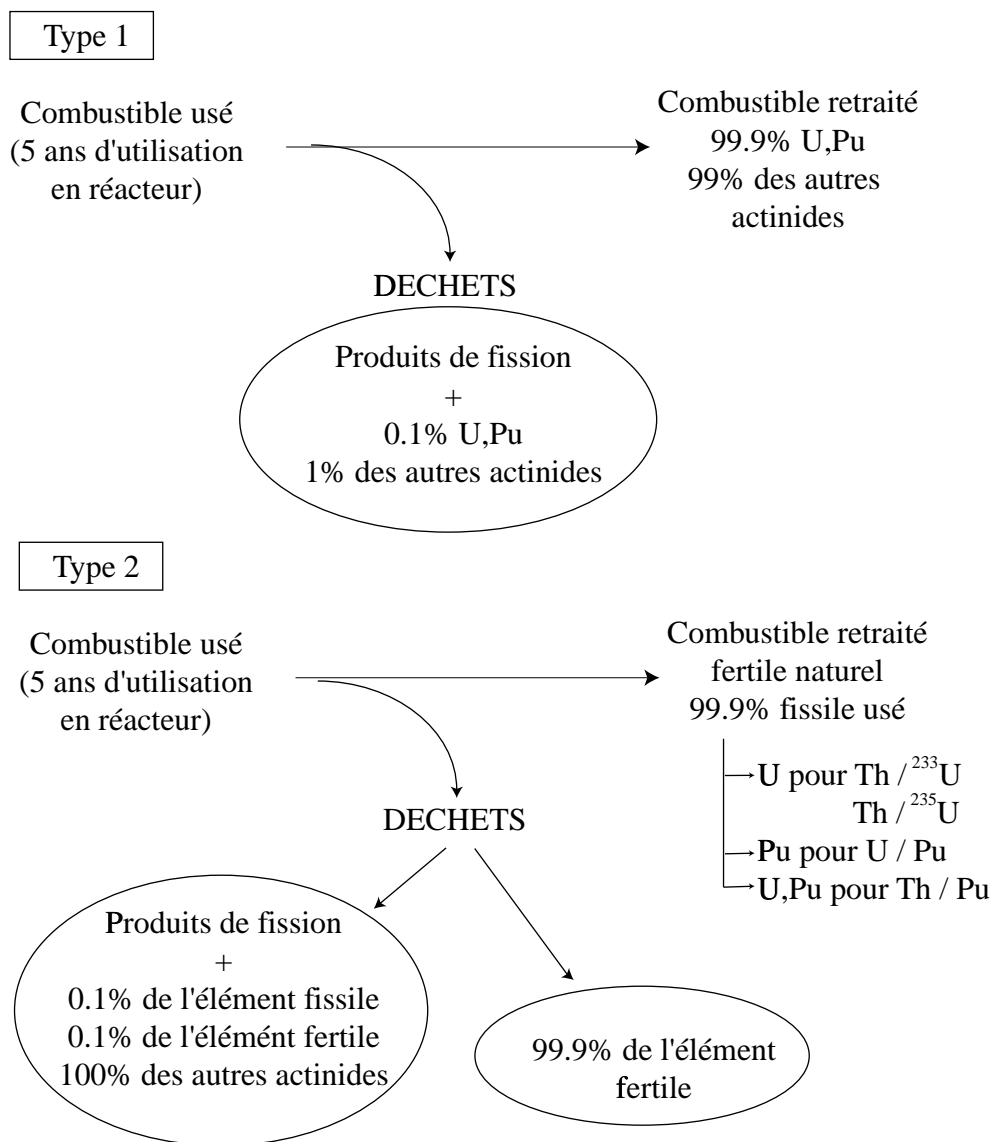 Type 1
Combustible usé
(5 ans d'utilisation
en réacteur)
Combustible retraité
99.9% U,Pu
99% des autres
actinides
DECHETS
Produits de fission
+
0.1% U,Pu
1% des autres actinides
Type 2
Combustible usé
(5 ans d'utilisation
en réacteur)
Combustible retraité
fertile naturel
99.9% fissile usé
U pour Th / ²³³U
Th / ²³⁵U
Pu pour U / Pu
U,Pu pour Th / Pu
DECHETS
Produits de fission
+
0.1% de l'élément fissile
0.1% de l'élémént fertile
100% des autres actinides
99.9% de l'élément
fertile